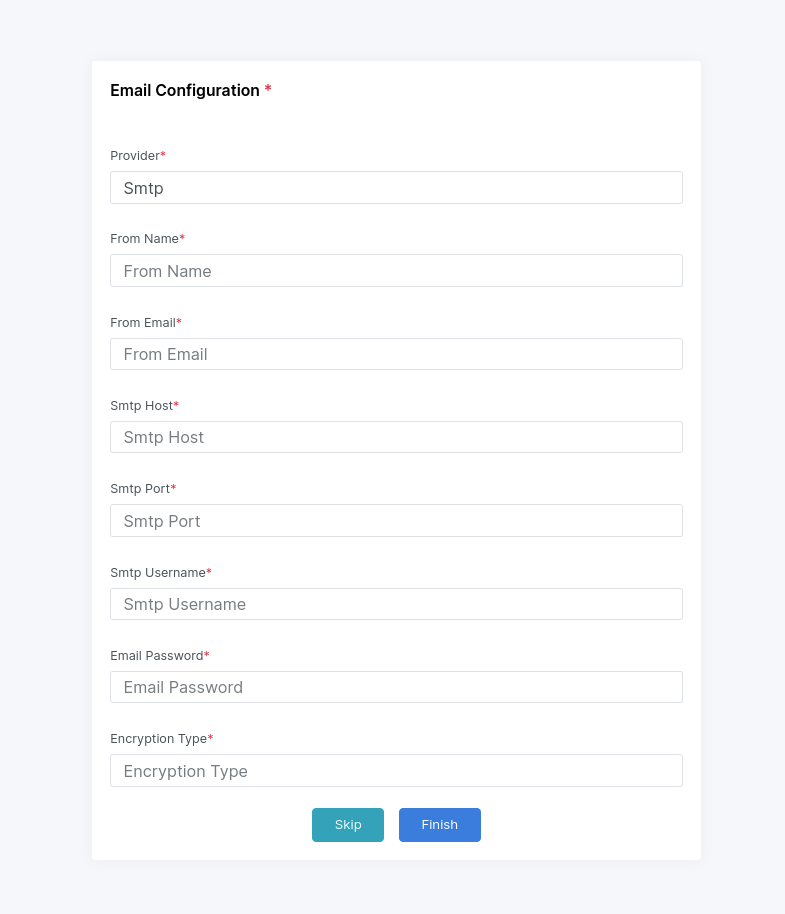 Email Configuration *
Provider*
Smtp
From Name*
From Name
From Email*
From Email
Smtp Host*
Smtp Host
Smtp Port*
Smtp Port
Smtp Username*
Smtp Username
Email Password*
Email Password
Encryption Type*
Encryption Type
Skip Finish